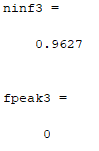 ninf3 =
0.9627
fpeak3 =
0